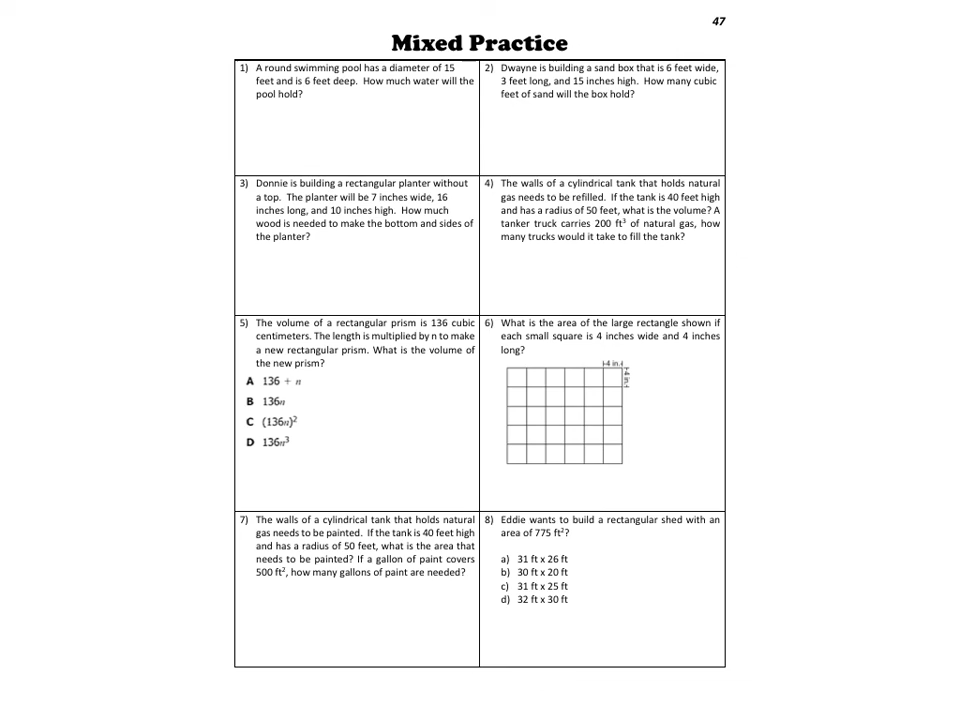 47
Mixed Practice
1) A round swimming pool has a diameter of 15
feet and is 6 feet deep. How much water will the
pool hold?
2) Dwayne is building a sand box that is 6 feet wide,
3 feet long, and 15 inches high. How many cubic
feet of sand will the box hold?
3) Donnie is building a rectangular planter without
a top. The planter will be 7 inches wide, 16
inches long, and 10 inches high. How much
wood is needed to make the bottom and sides of
the planter?
4) The walls of a cylindrical tank that holds natural
gas needs to be refilled. If the tank is 40 feet high
and has a radius of 50 feet, what is the volume? A
tanker truck carries 200 ft³ of natural gas, how
many trucks would it take to fill the tank?
5) The volume of a rectangular prism is 136 cubic
centimeters. The length is multiplied by n to make
a new rectangular prism. What is the volume of
the new prism?
A 136 + n
B 136n
C (136n)²
D 136n³
6) What is the area of the large rectangle shown if
each small square is 4 inches wide and 4 inches
long?
4 in.
4 in.
7) The walls of a cylindrical tank that holds natural
gas needs to be painted. If the tank is 40 feet high
and has a radius of 50 feet, what is the area that
needs to be painted? If a gallon of paint covers
500 ft², how many gallons of paint are needed?
8) Eddie wants to build a rectangular shed with an
area of 775 ft²?
a) 31 ft x 26 ft
b) 30 ft x 20 ft
c) 31 ft x 25 ft
d) 32 ft x 30 ft